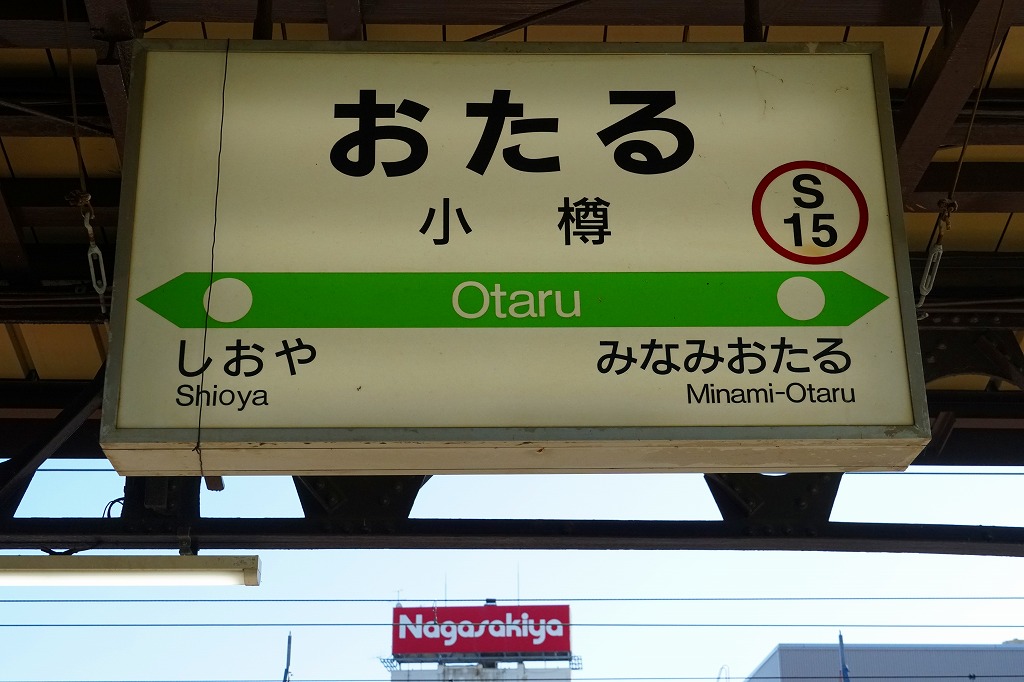 おたる
小樽
S
15
Otaru
しおや
Shioya
みなみおたる
Minami-Otaru
Nagasakiya